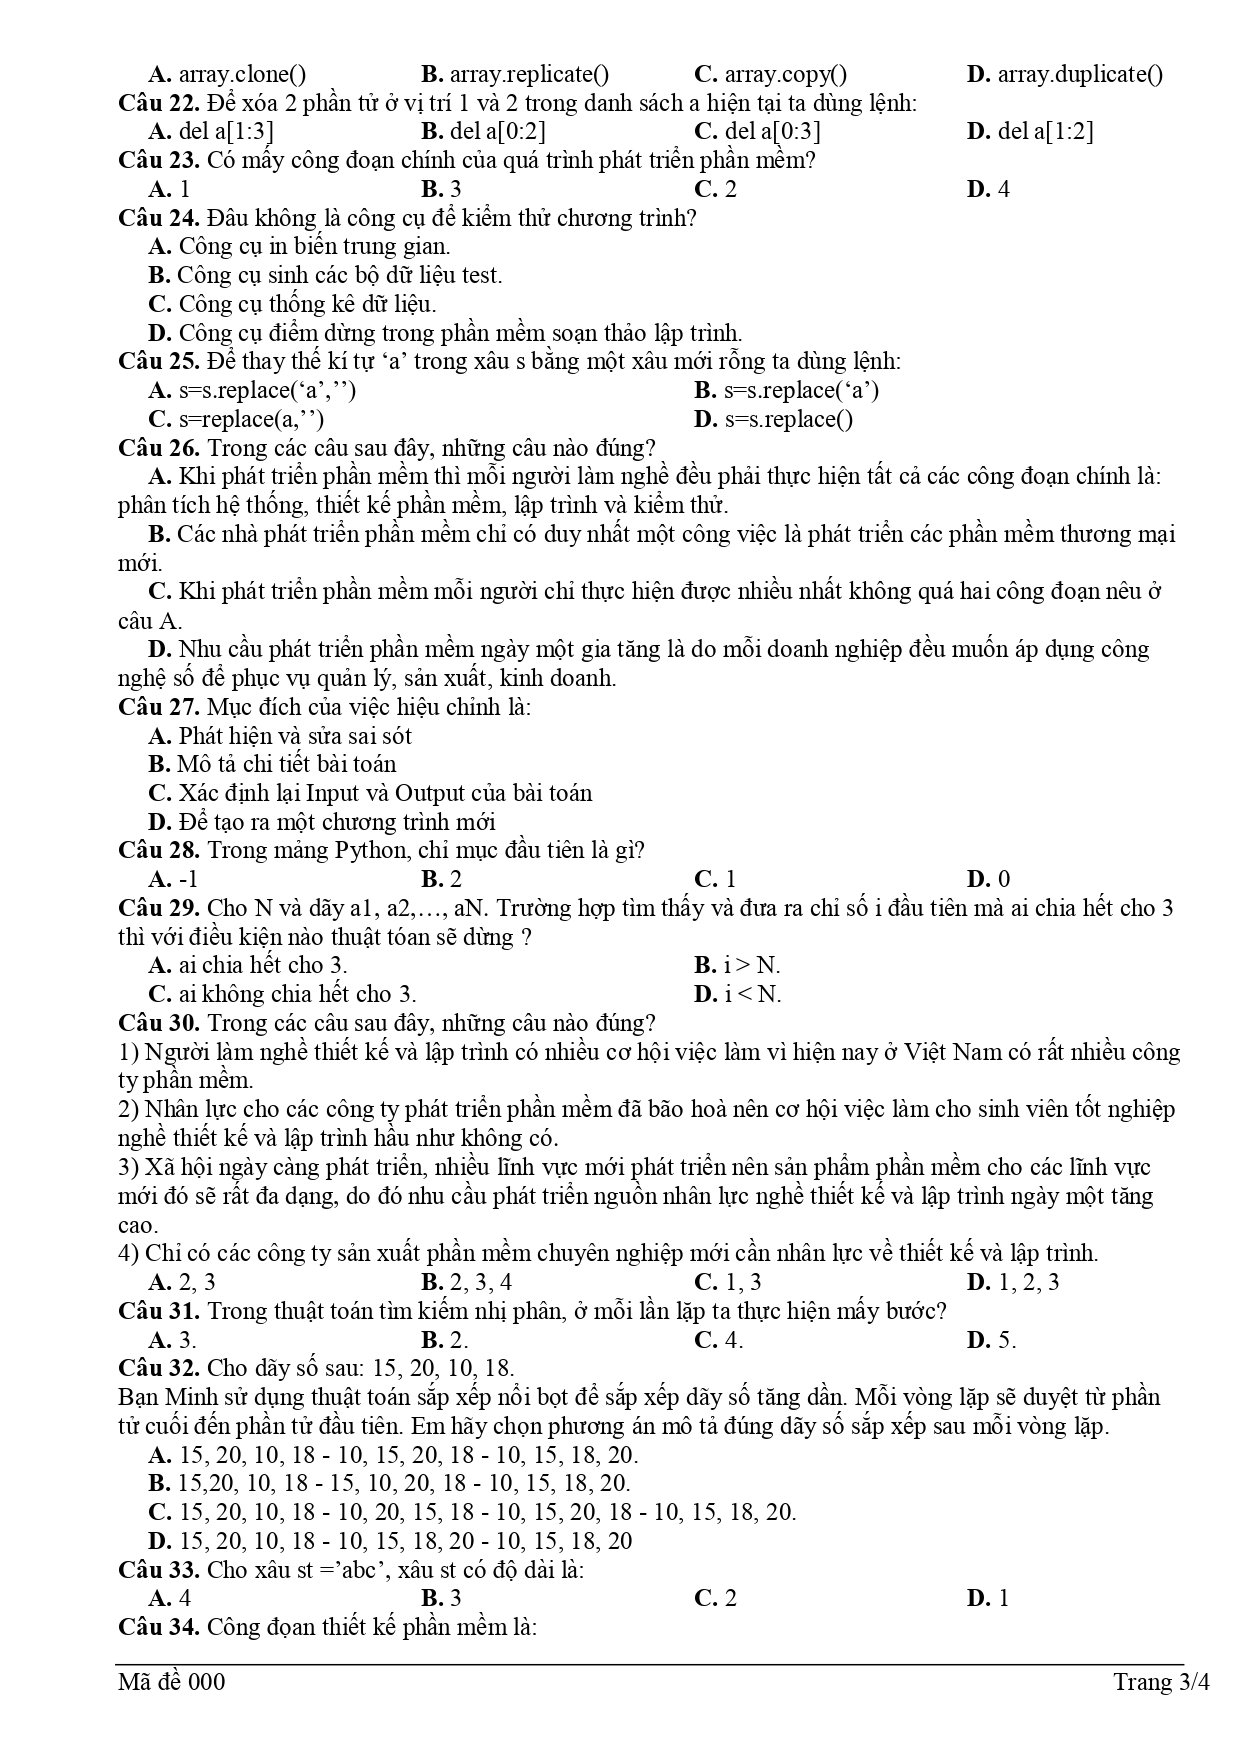 A. array.clone() B. array.replicate() C. array.copy() D. array.duplicate()
Câu 22. Để xóa 2 phần tử ở vị trí 1 và 2 trong danh sách a hiện tại ta dùng lệnh:
A. del a[1:3] B. del a[0:2] C. del a[0:3] D. del a[1:2]
Câu 23. Có mấy công đoạn chính của quá trình phát triển phần mềm?
A. 1 B. 3 C. 2 D. 4
Câu 24. Đâu không là công cụ để kiểm thử chương trình?
A. Công cụ in biến trung gian.
B. Công cụ sinh các bộ dữ liệu test.
C. Công cụ thống kê dữ liệu.
D. Công cụ điểm dừng trong phần mềm soạn thảo lập trình.
Câu 25. Để thay thế kí tự ‘a’ trong xâu s bằng một xâu mới rỗng ta dùng lệnh:
A. s=s.replace(‘a’,’’) B. s=s.replace(‘a’)
C. s=replace(a,’’) D. s=s.replace()
Câu 26. Trong các câu sau đây, những câu nào đúng?
A. Khi phát triển phần mềm thì mỗi người làm nghề đều phải thực hiện tất cả các công đoạn chính là:
phân tích hệ thống, thiết kế phần mềm, lập trình và kiểm thử.
B. Các nhà phát triển phần mềm chỉ có duy nhất một công việc là phát triển các phần mềm thương mại
mới.
C. Khi phát triển phần mềm mỗi người chỉ thực hiện được nhiều nhất không quá hai công đoạn nêu ở
câu A.
D. Nhu cầu phát triển phần mềm ngày một gia tăng là do mỗi doanh nghiệp đều muốn áp dụng công
nghệ số để phục vụ quản lý, sản xuất, kinh doanh.
Câu 27. Mục đích của việc hiệu chỉnh là:
A. Phát hiện và sửa sai sót
B. Mô tả chi tiết bài toán
C. Xác định lại Input và Output của bài toán
D. Để tạo ra một chương trình mới
Câu 28. Trong mảng Python, chỉ mục đầu tiên là gì?
A. -1 B. 2 C. 1 D. 0
Câu 29. Cho N và dãy a1, a2,…, aN. Trường hợp tìm thấy và đưa ra chỉ số i đầu tiên mà ai chia hết cho 3
thì với điều kiện nào thuật tóan sẽ dừng ?
A. ai chia hết cho 3. B. i > N.
C. ai không chia hết cho 3. D. i < N.
Câu 30. Trong các câu sau đây, những câu nào đúng?
1) Người làm nghề thiết kế và lập trình có nhiều cơ hội việc làm vì hiện nay ở Việt Nam có rất nhiều công
ty phần mềm.
2) Nhân lực cho các công ty phát triển phần mềm đã bão hoà nên cơ hội việc làm cho sinh viên tốt nghiệp
nghề thiết kế và lập trình hầu như không có.
3) Xã hội ngày càng phát triển, nhiều lĩnh vực mới phát triển nên sản phẩm phần mềm cho các lĩnh vực
mới đó sẽ rất đa dạng, do đó nhu cầu phát triển nguồn nhân lực nghề thiết kế và lập trình ngày một tăng
cao.
4) Chỉ có các công ty sản xuất phần mềm chuyên nghiệp mới cần nhân lực về thiết kế và lập trình.
A. 2, 3 B. 2, 3, 4 C. 1, 3 D. 1, 2, 3
Câu 31. Trong thuật toán tìm kiếm nhị phân, ở mỗi lần lặp ta thực hiện mấy bước?
A. 3. B. 2. C. 4. D. 5.
Câu 32. Cho dãy số sau: 15, 20, 10, 18.
Bạn Minh sử dụng thuật toán sắp xếp nổi bọt để sắp xếp dãy số tăng dần. Mỗi vòng lặp sẽ duyệt từ phần
tử cuối đến phần tử đầu tiên. Em hãy chọn phương án mô tả đúng dãy số sắp xếp sau mỗi vòng lặp.
A. 15, 20, 10, 18 - 10, 15, 20, 18 - 10, 15, 18, 20.
B. 15,20, 10, 18 - 15, 10, 20, 18 - 10, 15, 18, 20.
C. 15, 20, 10, 18 - 10, 20, 15, 18 - 10, 15, 20, 18 - 10, 15, 18, 20.
D. 15, 20, 10, 18 - 10, 15, 18, 20 - 10, 15, 18, 20
Câu 33. Cho xâu st =’abc’, xâu st có độ dài là:
A. 4 B. 3 C. 2 D. 1
Câu 34. Công đọan thiết kế phần mềm là:
Mã đề 000 Trang 3/4